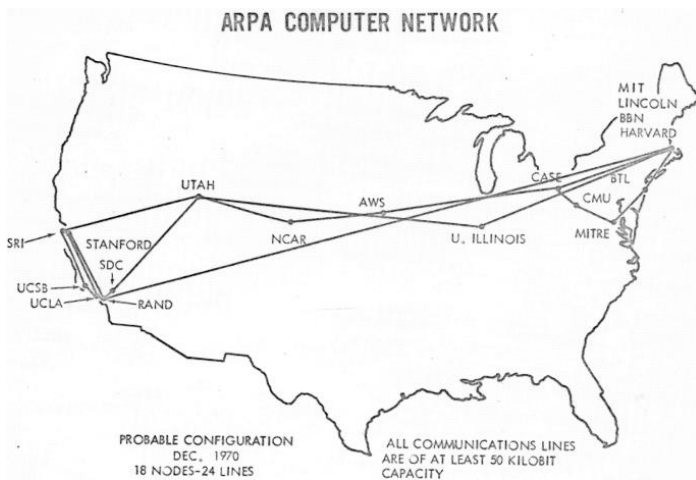 ARPA COMPUTER NETWORK
MIT
LINCOLN
BBN
HARVARD
CASE
BTL
UTAH
CMU
AWS
SRI
STANFORD
NCAR
U. ILLINOIS
MITRE
SDC
UCSB
UCLA
RAND
PROBABLE CONFIGURATION
DEC. 1970
18 NODES-24 LINES
ALL COMMUNICATIONS LINES
ARE OF AT LEAST 50 KILOBIT
CAPACITY